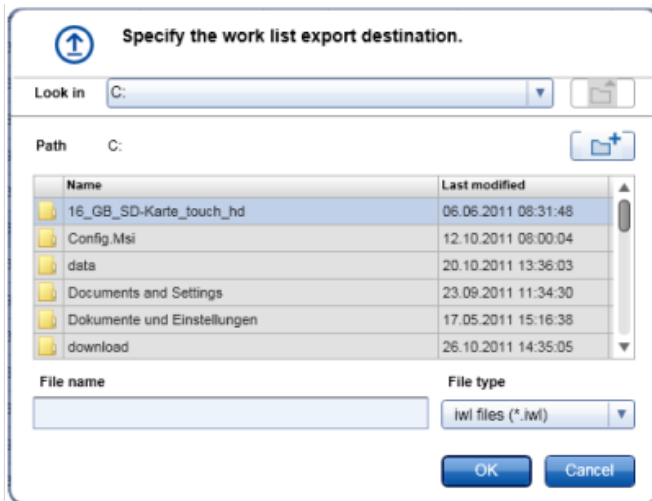 Specify the work list export destination.
Look in C:
Path C:
Name Last modified
16_GB_SD-Karte_touch_hd 06.06.2011 08:31:48
Config.Msi 12.10.2011 08:00:04
data 20.10.2011 13:36:03
Documents and Settings 23.09.2011 11:34:30
Dokumente und Einstellungen 17.05.2011 15:16:38
download 26.10.2011 14:35:05
File name File type
iwl files (*.iwl)
OK Cancel